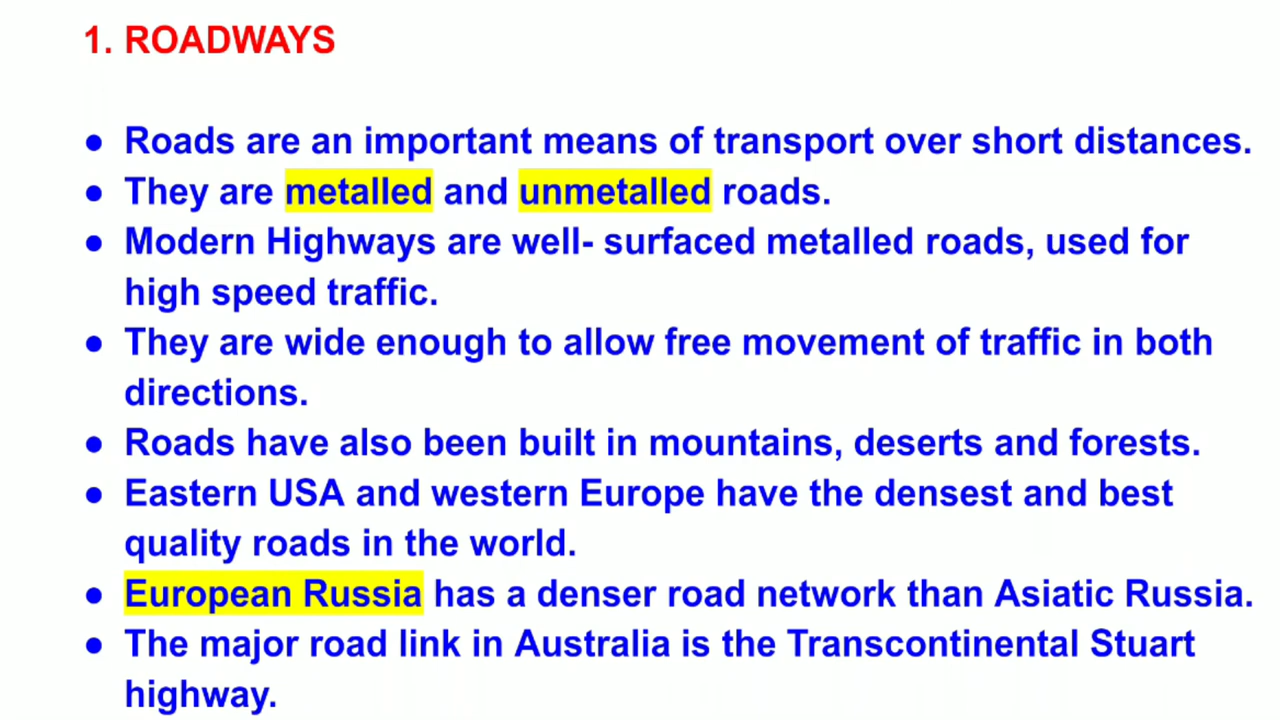 1. ROADWAYS
● Roads are an important means of transport over short distances.
● They are metalled and unmetalled roads.
● Modern Highways are well- surfaced metalled roads, used for
high speed traffic.
● They are wide enough to allow free movement of traffic in both
directions.
● Roads have also been built in mountains, deserts and forests.
● Eastern USA and western Europe have the densest and best
quality roads in the world.
● European Russia has a denser road network than Asiatic Russia.
● The major road link in Australia is the Transcontinental Stuart
highway.